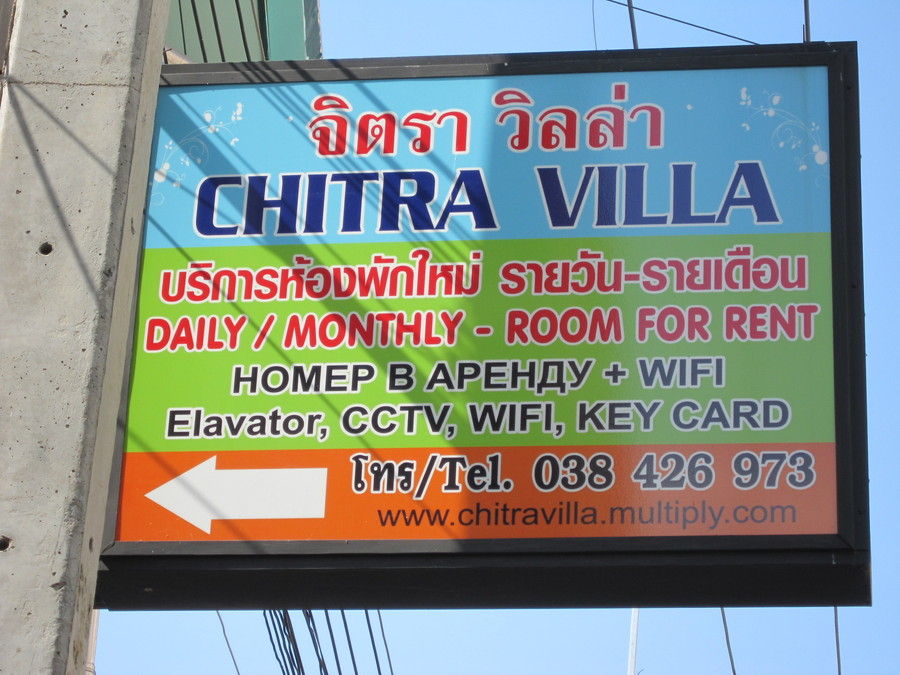 จิตรา วิลล่า
CHITRA VILLA
บริการห้องพักใหม่ รายวัน-รายเดือน
DAILY / MONTHLY - ROOM FOR RENT
НОМЕР В АРЕНДУ + WIFI
Elavator, CCTV, WIFI, KEY CARD
โทร/Tel. 038 426 973
www.chitravilla.multiply.com